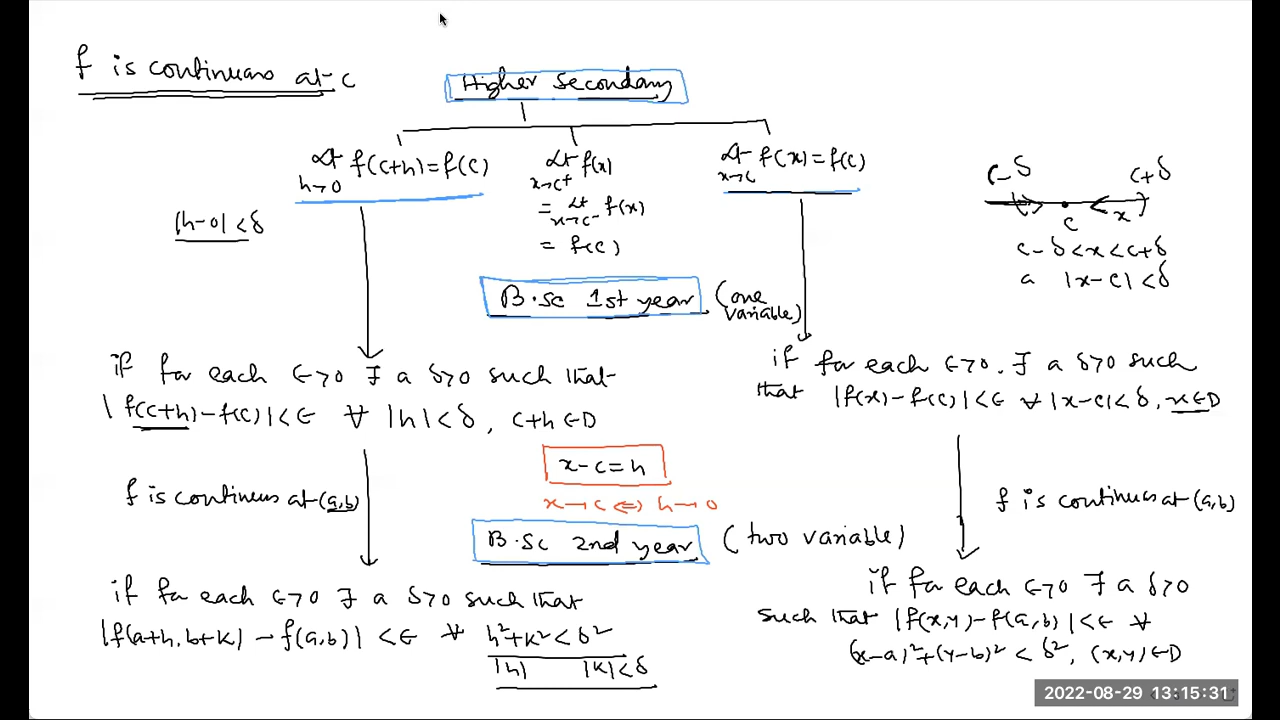 f is continuous at c
Higher Secondary
Lt f(c+h)=f(c)
h→0
Lt f(x)
x→c+
= Lt f(x)
x→c-
= f(c)
Lt f(x)=f(c)
x→c
|h-0|<δ
c-δ c+δ
c x
c-δ<x<c+δ
|x-c|<δ
B.Sc 1st year (one variable)
if for each ϵ>0 ∃ a δ>0 such that
|f(c+h)-f(c)|<ϵ ∀ |h|<δ, c+h∈D
if for each ϵ>0. ∃ a δ>0 such
that |f(x)-f(c)|<ϵ ∀ |x-c|<δ, x∈D
x-c=h
x→c ⇔ h→0
f is continuous at (a,b)
f is continuous at (a,b)
B.Sc 2nd year (two variable)
if for each ϵ>0 ∃ a δ>0 such that
|f(a+h, b+k) - f(a,b)| <ϵ ∀ h²+k²<δ²
|h| |k|<δ
if for each ϵ>0 ∃ a δ>0
such that |f(x,y)-f(a,b)|<ϵ ∀
(x-a)²+(y-b)² < δ², (x,y)∈D
2022-08-29 13:15:31